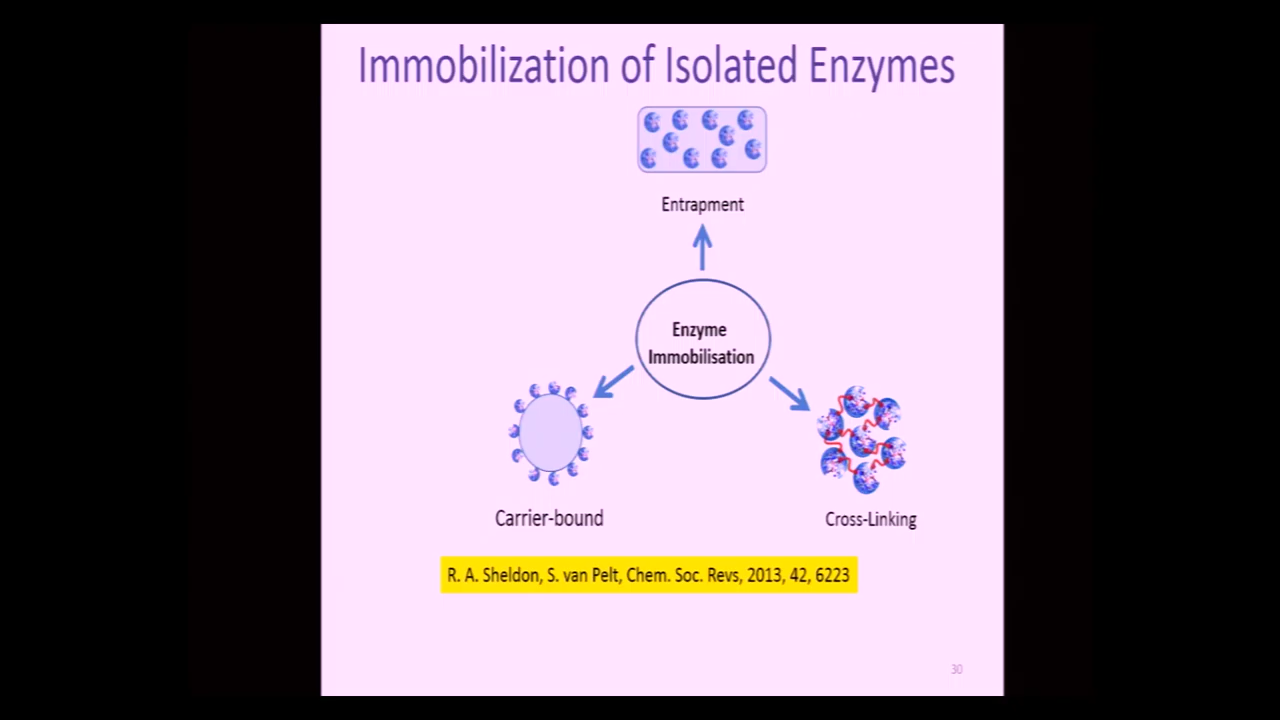 Immobilization of Isolated Enzymes
Entrapment
Enzyme
Immobilisation
Carrier-bound
Cross-Linking
R. A. Sheldon, S. van Pelt, Chem. Soc. Revs, 2013, 42, 6223
30